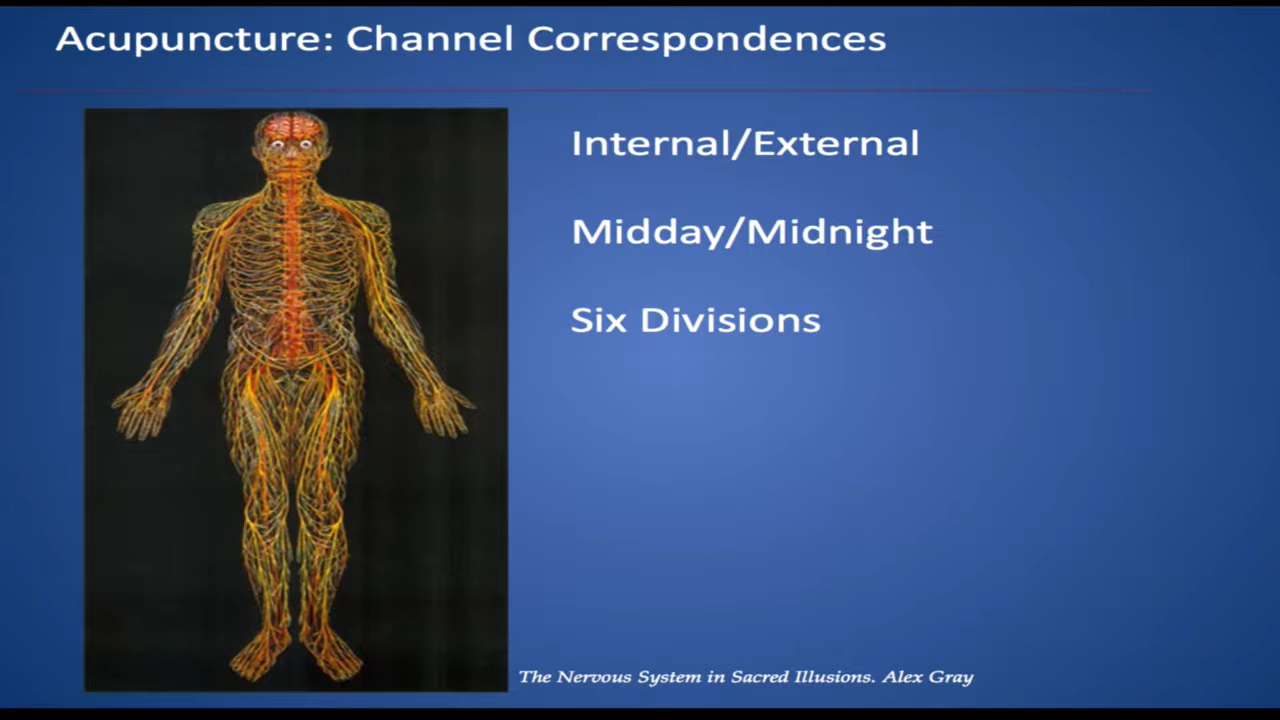 Acupuncture: Channel Correspondences
Internal/External
Midday/Midnight
Six Divisions
The Nervous System in Sacred Illusions. Alex Gray